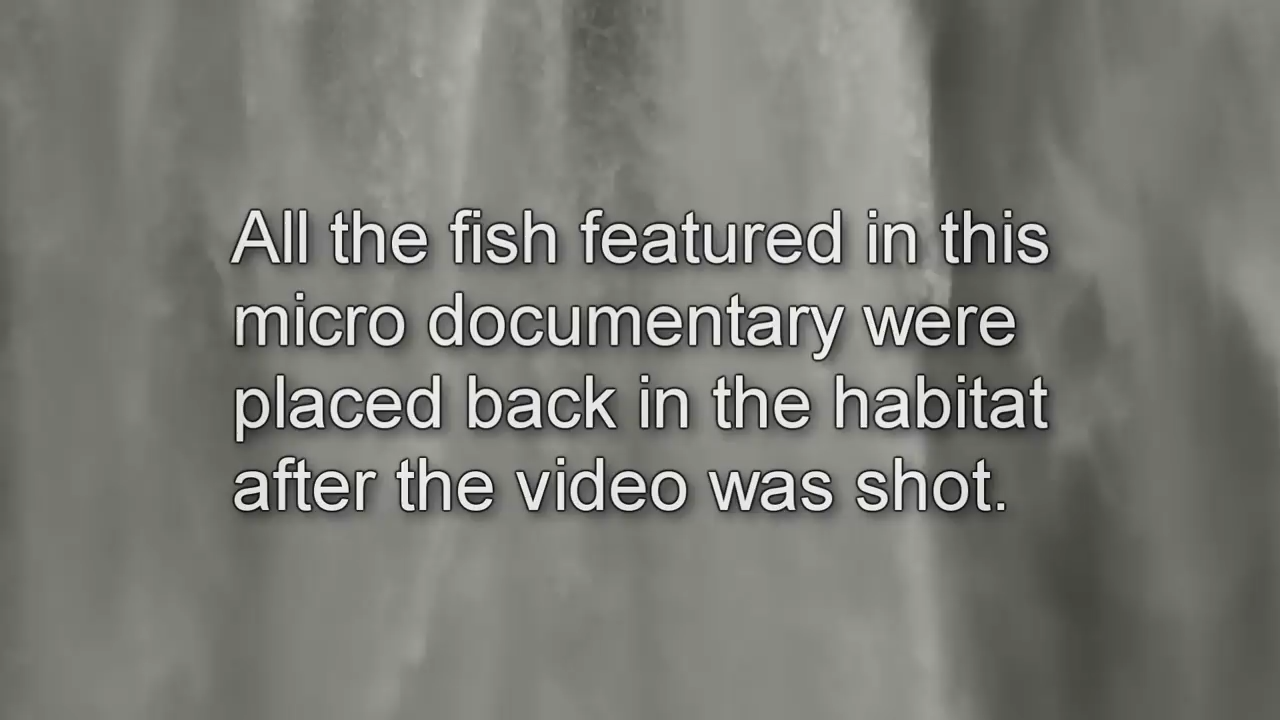 All the fish featured in this
micro documentary were
placed back in the habitat
after the video was shot.